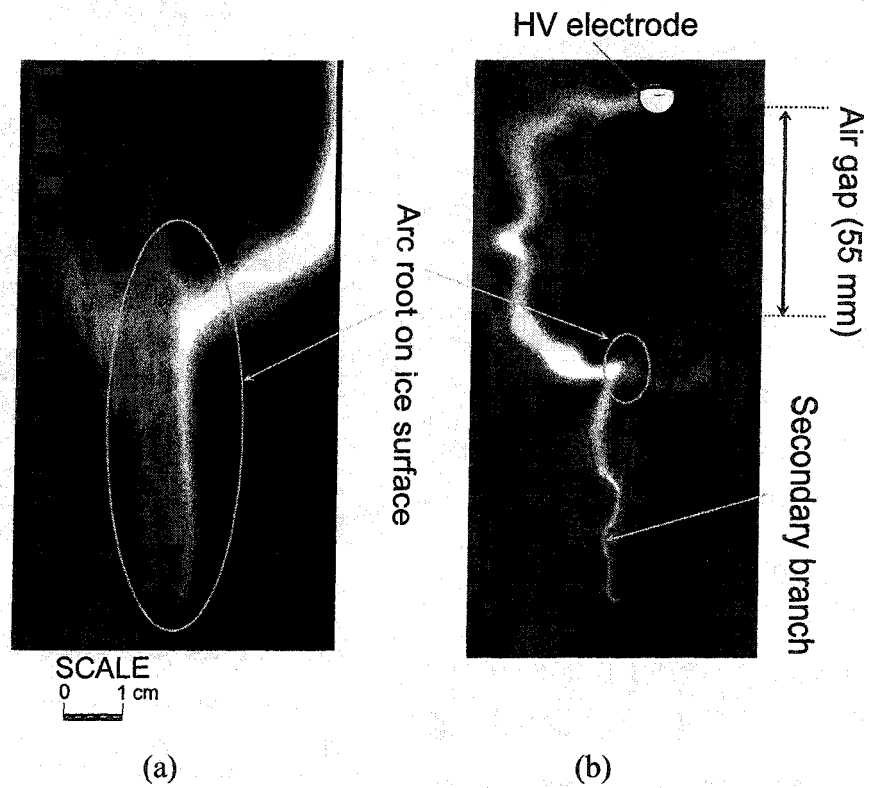 HV electrode
Arc root on ice surface
Air gap (55 mm)
Secondary branch
SCALE
0 1 cm
(a)
(b)